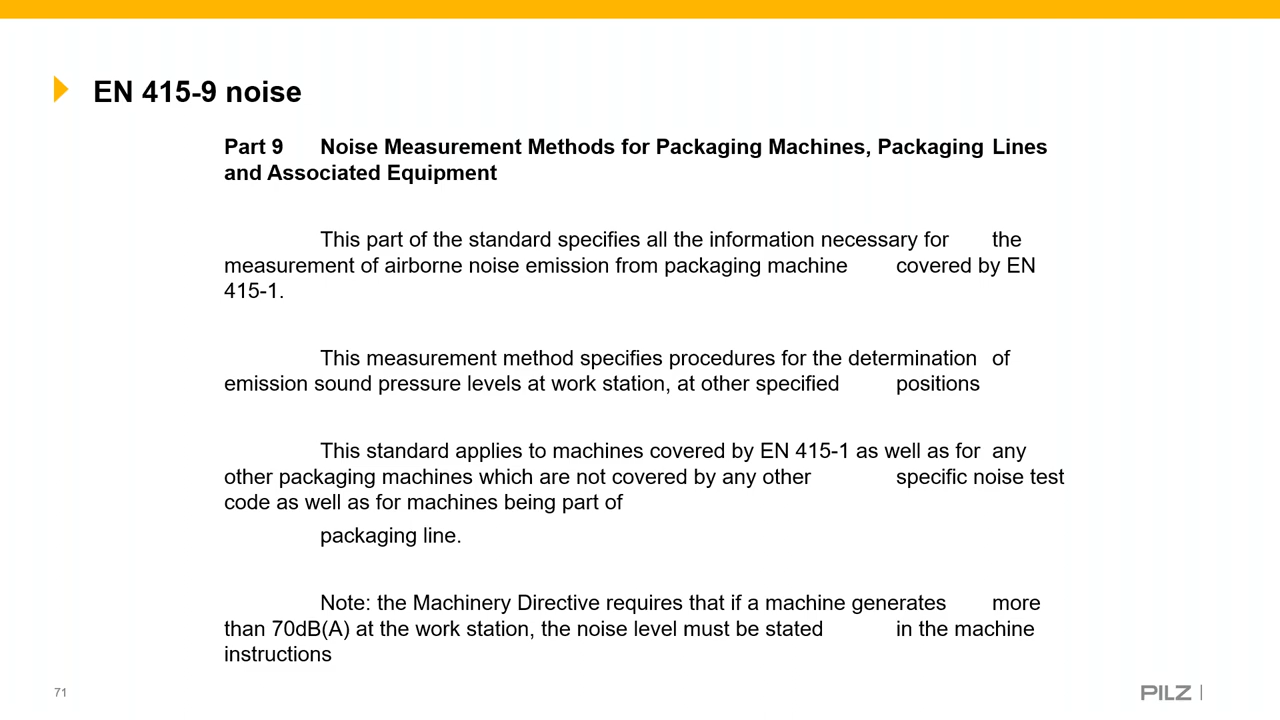 EN 415-9 noise
Part 9 Noise Measurement Methods for Packaging Machines, Packaging Lines
and Associated Equipment
This part of the standard specifies all the information necessary for the
measurement of airborne noise emission from packaging machine covered by EN
415-1.
This measurement method specifies procedures for the determination of
emission sound pressure levels at work station, at other specified positions
This standard applies to machines covered by EN 415-1 as well as for any
other packaging machines which are not covered by any other specific noise test
code as well as for machines being part of
packaging line.
Note: the Machinery Directive requires that if a machine generates more
than 70dB(A) at the work station, the noise level must be stated in the machine
instructions
71
PILZ